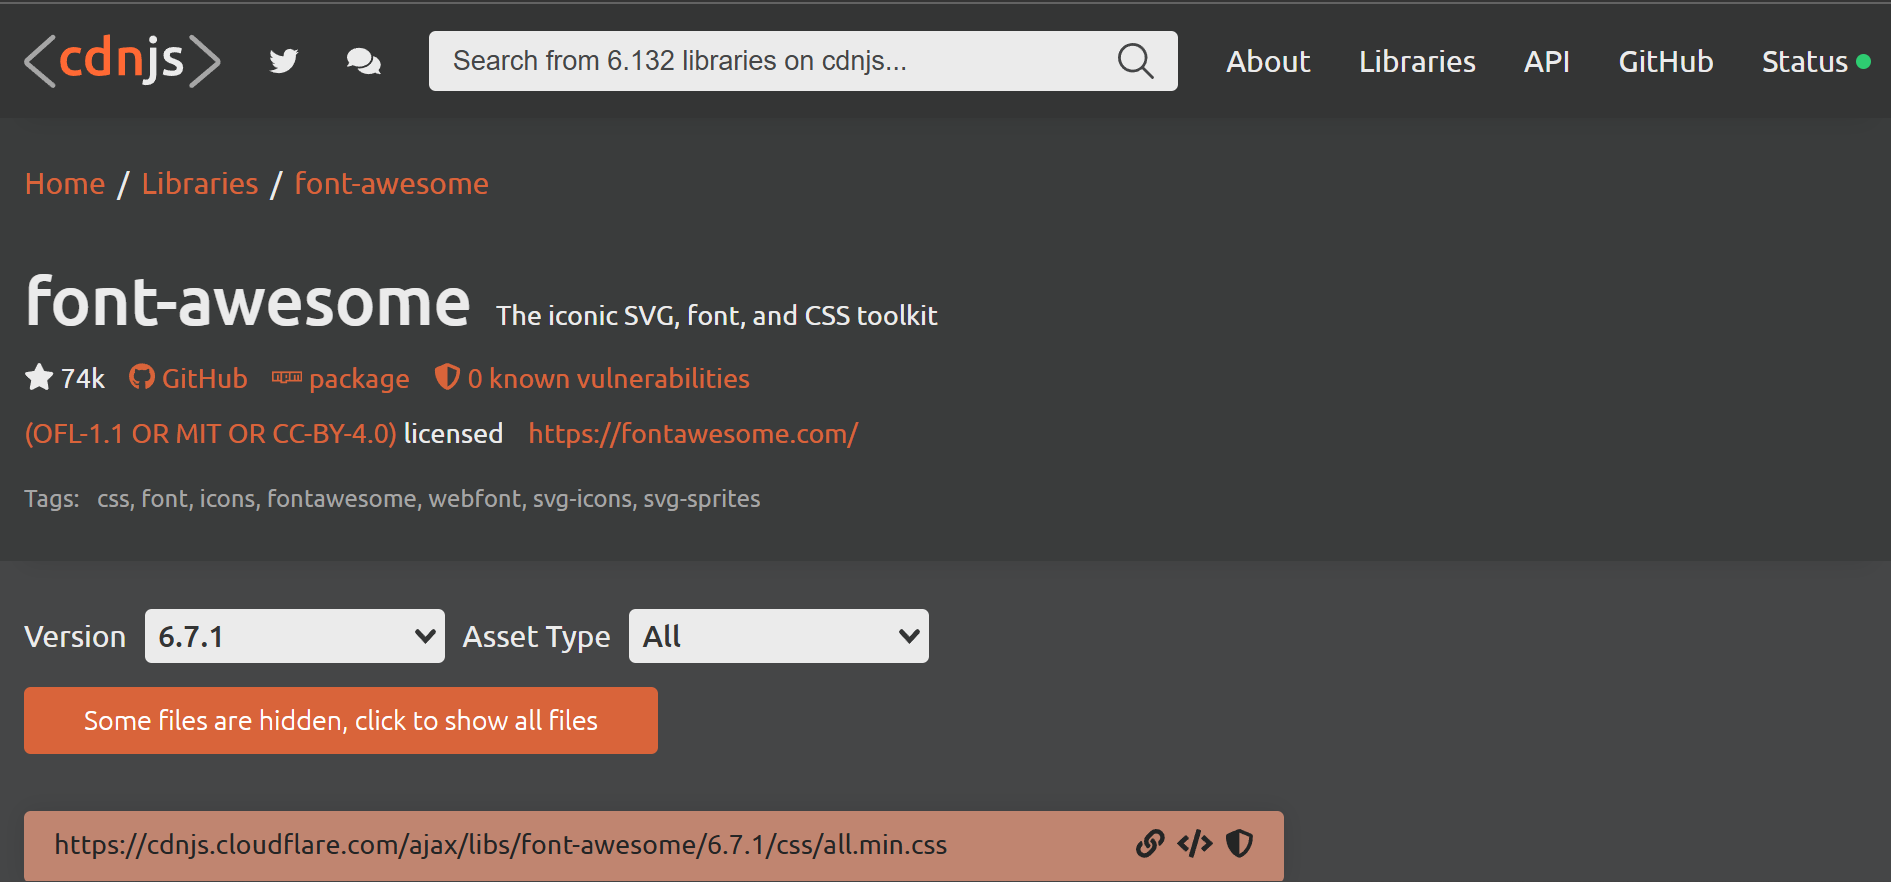 <cdnjs>
Search from 6.132 libraries on cdnjs...
About Libraries API GitHub Status
Home / Libraries / font-awesome
font-awesome The iconic SVG, font, and CSS toolkit
74k GitHub npm package 0 known vulnerabilities
(OFL-1.1 OR MIT OR CC-BY-4.0) licensed https://fontawesome.com/
Tags: css, font, icons, fontawesome, webfont, svg-icons, svg-sprites
Version 6.7.1 Asset Type All
Some files are hidden, click to show all files
https://cdnjs.cloudflare.com/ajax/libs/font-awesome/6.7.1/css/all.min.css